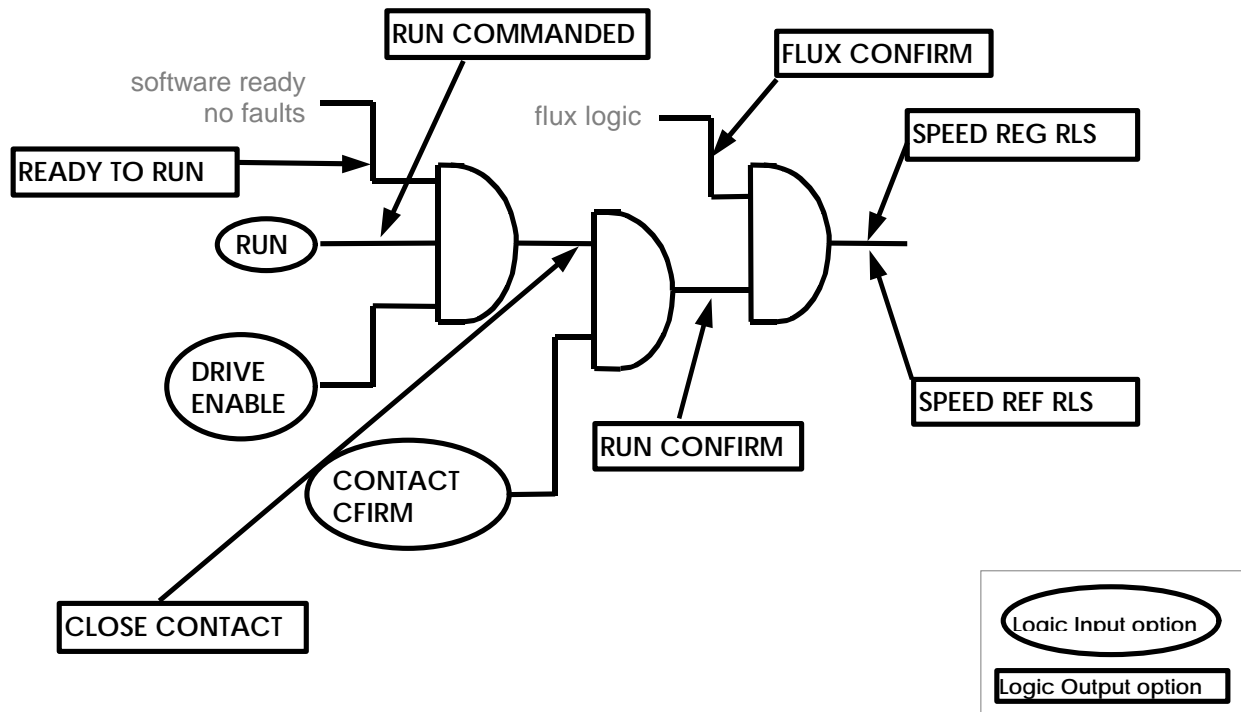 RUN COMMANDED
FLUX CONFIRM
software ready
no faults
flux logic
SPEED REG RLS
READY TO RUN
RUN
DRIVE
ENABLE
SPEED REF RLS
RUN CONFIRM
CONTACT
CFIRM
CLOSE CONTACT
Logic Input option
Logic Output option